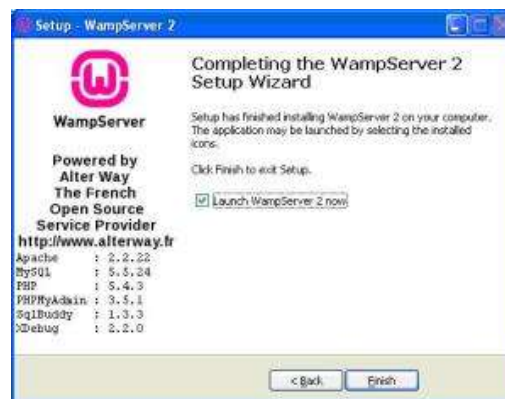 Setup - WampServer 2
WampServer
Powered by
Alter Way
The French
Open Source
Service Provider
http://www.alterway.fr
Apache : 2.2.22
MySQL : 5.5.24
PHP : 5.4.3
PHPMyAdmin : 3.5.1
SqlBuddy : 1.3.3
XDebug : 2.2.0
Completing the WampServer 2
Setup Wizard
Setup has finished installing WampServer 2 on your computer.
The application may be launched by selecting the installed
icons.
Click Finish to exit Setup.
Launch WampServer 2 now
< Back
Finish